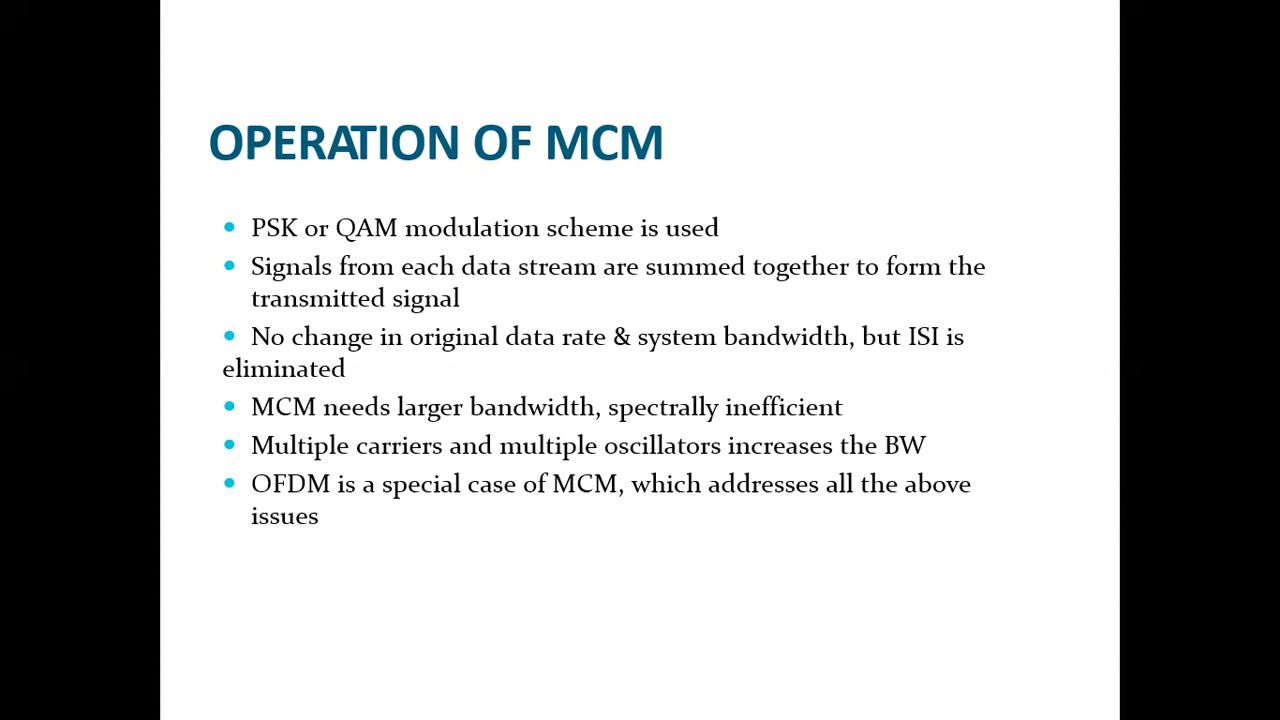 OPERATION OF MCM
• PSK or QAM modulation scheme is used
• Signals from each data stream are summed together to form the
transmitted signal
• No change in original data rate & system bandwidth, but ISI is
eliminated
• MCM needs larger bandwidth, spectrally inefficient
• Multiple carriers and multiple oscillators increases the BW
• OFDM is a special case of MCM, which addresses all the above
issues